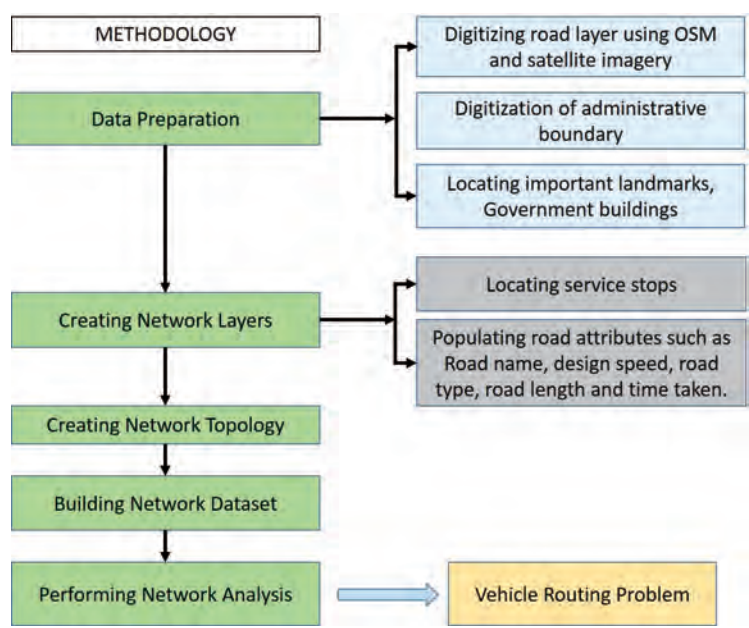 METHODOLOGY
Data Preparation
Digitizing road layer using OSM
and satellite imagery
Digitization of administrative
boundary
Locating important landmarks,
Government buildings
Creating Network Layers
Locating service stops
Populating road attributes such as
Road name, design speed, road
type, road length and time taken.
Creating Network Topology
Building Network Dataset
Performing Network Analysis
Vehicle Routing Problem